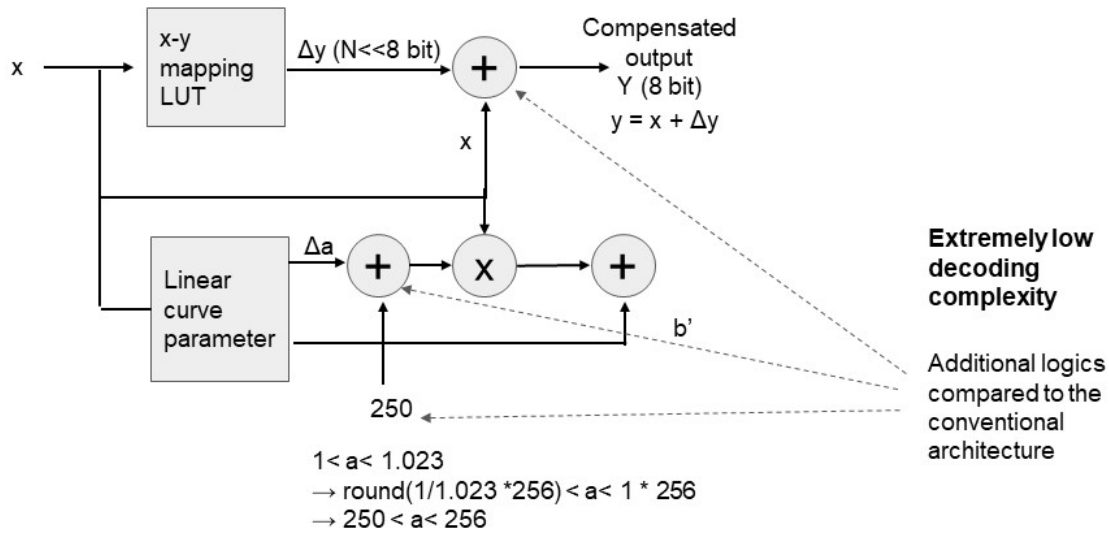 x
x-y
mapping
LUT
Δy (N<<8 bit)
+
Compensated
output
Y (8 bit)
y = x + Δy
x
Linear
curve
parameter
Δa
+
x
+
b’
250
1< a< 1.023
→ round(1/1.023 *256) < a< 1 * 256
→ 250 < a< 256
Extremely low
decoding
complexity
Additional logics
compared to the
conventional
architecture